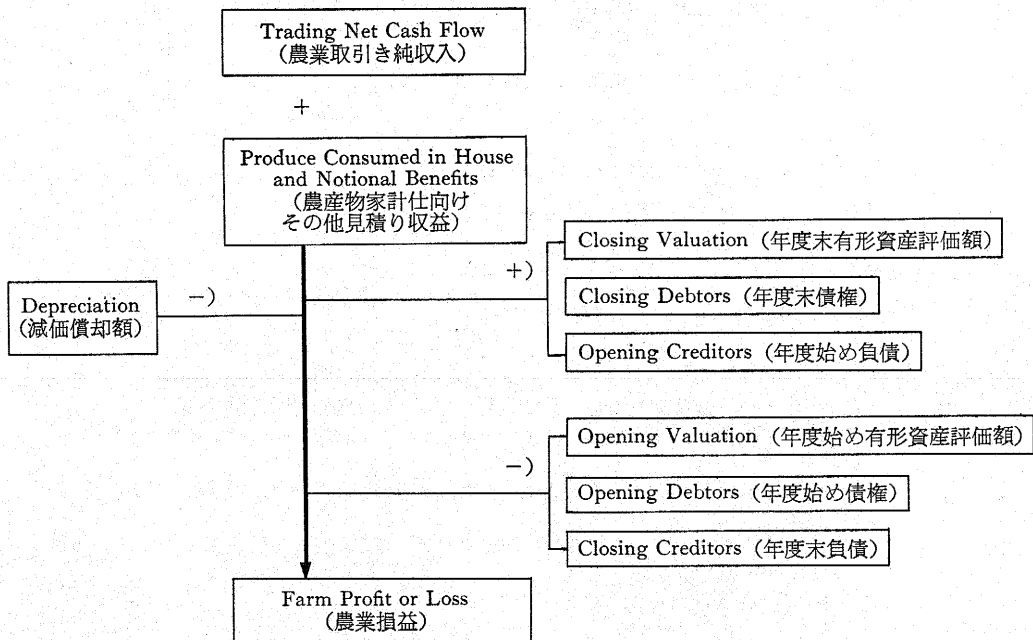 Trading Net Cash Flow
（農業取引き純収入）
＋
Produce Consumed in House
and Notional Benefits
（農産物家計仕向け
その他見積り収益）
＋）
Closing Valuation（年度末有形資産評価額）
Closing Debtors（年度末債権）
Opening Creditors（年度始め負債）
－）
Depreciation
（減価償却額）
－）
Opening Valuation（年度始め有形資産評価額）
Opening Debtors（年度始め債権）
Closing Creditors（年度末負債）
Farm Profit or Loss
（農業損益）